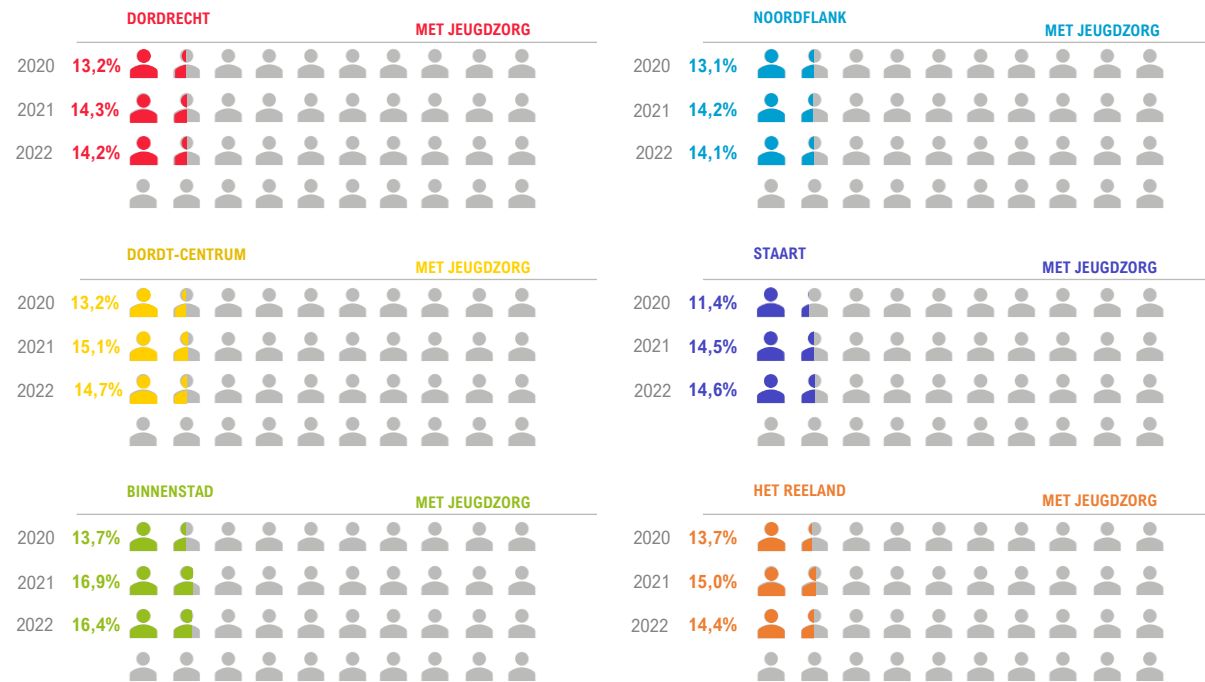 DORDRECHT
MET JEUGDZORG
2020 13,2%
2021 14,3%
2022 14,2%
NOORDFLANK
MET JEUGDZORG
2020 13,1%
2021 14,2%
2022 14,1%
DORDT-CENTRUM
MET JEUGDZORG
2020 13,2%
2021 15,1%
2022 14,7%
STAART
MET JEUGDZORG
2020 11,4%
2021 14,5%
2022 14,6%
BINNENSTAD
MET JEUGDZORG
2020 13,7%
2021 16,9%
2022 16,4%
HET REELAND
MET JEUGDZORG
2020 13,7%
2021 15,0%
2022 14,4%